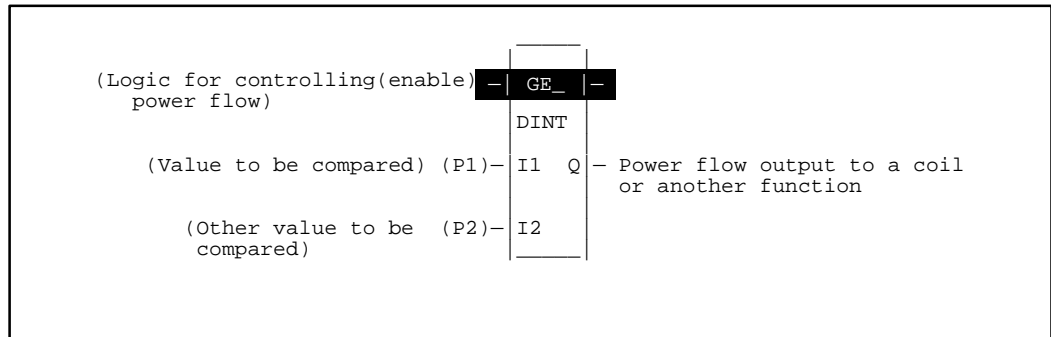 (Logic for controlling(enable) –| GE_ |–
power flow)
DINT
(Value to be compared) (P1)–|I1 Q|– Power flow output to a coil
or another function
(Other value to be (P2)–|I2
compared)